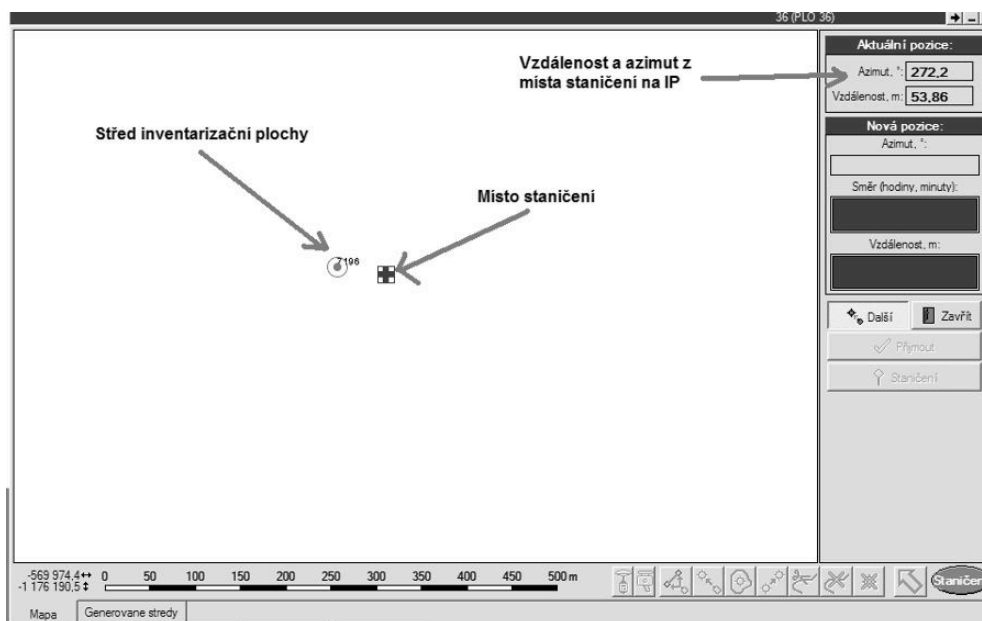 36 (PLO 36)
Vzdálenost a azimut z
místa staničení na IP
Aktuální pozice:
Azimut, °: 272,2
Vzdálenost, m: 53,86
Střed inventarizační plochy
Místo staničení
7196
Nová pozice:
Azimut, °:
Směr (hodiny, minuty):
Vzdálenost, m:
Další
Zavřít
Přijmout
Staničení
-569 974,4
-1 176 190,5
0 50 100 150 200 250 300 350 400 450 500 m
Staničer
Mapa
Generovane stredy